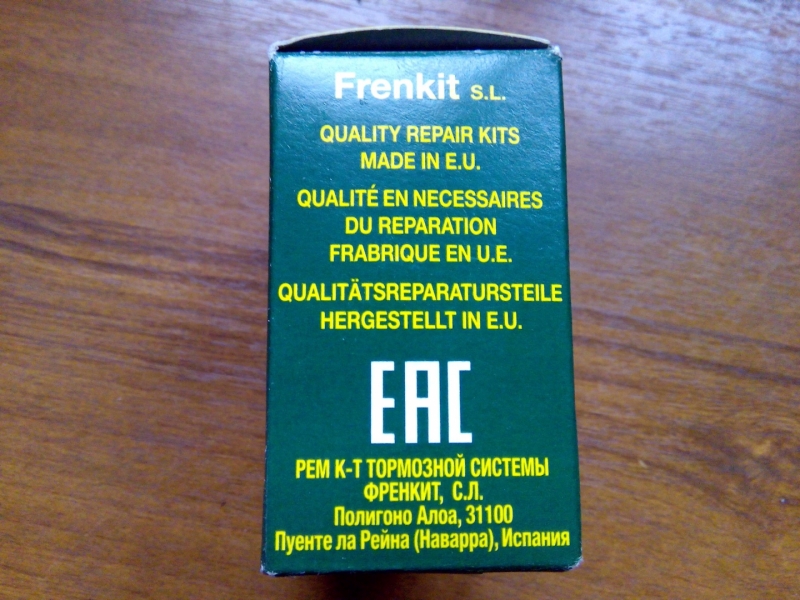 Frenkit S.L.
QUALITY REPAIR KITS
MADE IN E.U.
QUALITÉ EN NECESSAIRES
DU REPARATION
FRABRIQUE EN U.E.
QUALITÄTSREPARATURSTEILE
HERGESTELLT IN E.U.
EAC
РЕМ К-Т ТОРМОЗНОЙ СИСТЕМЫ
ФРЕНКИТ, С.Л.
Полигоно Алоа, 31100
Пуенте ла Рейна (Наварра), Испания